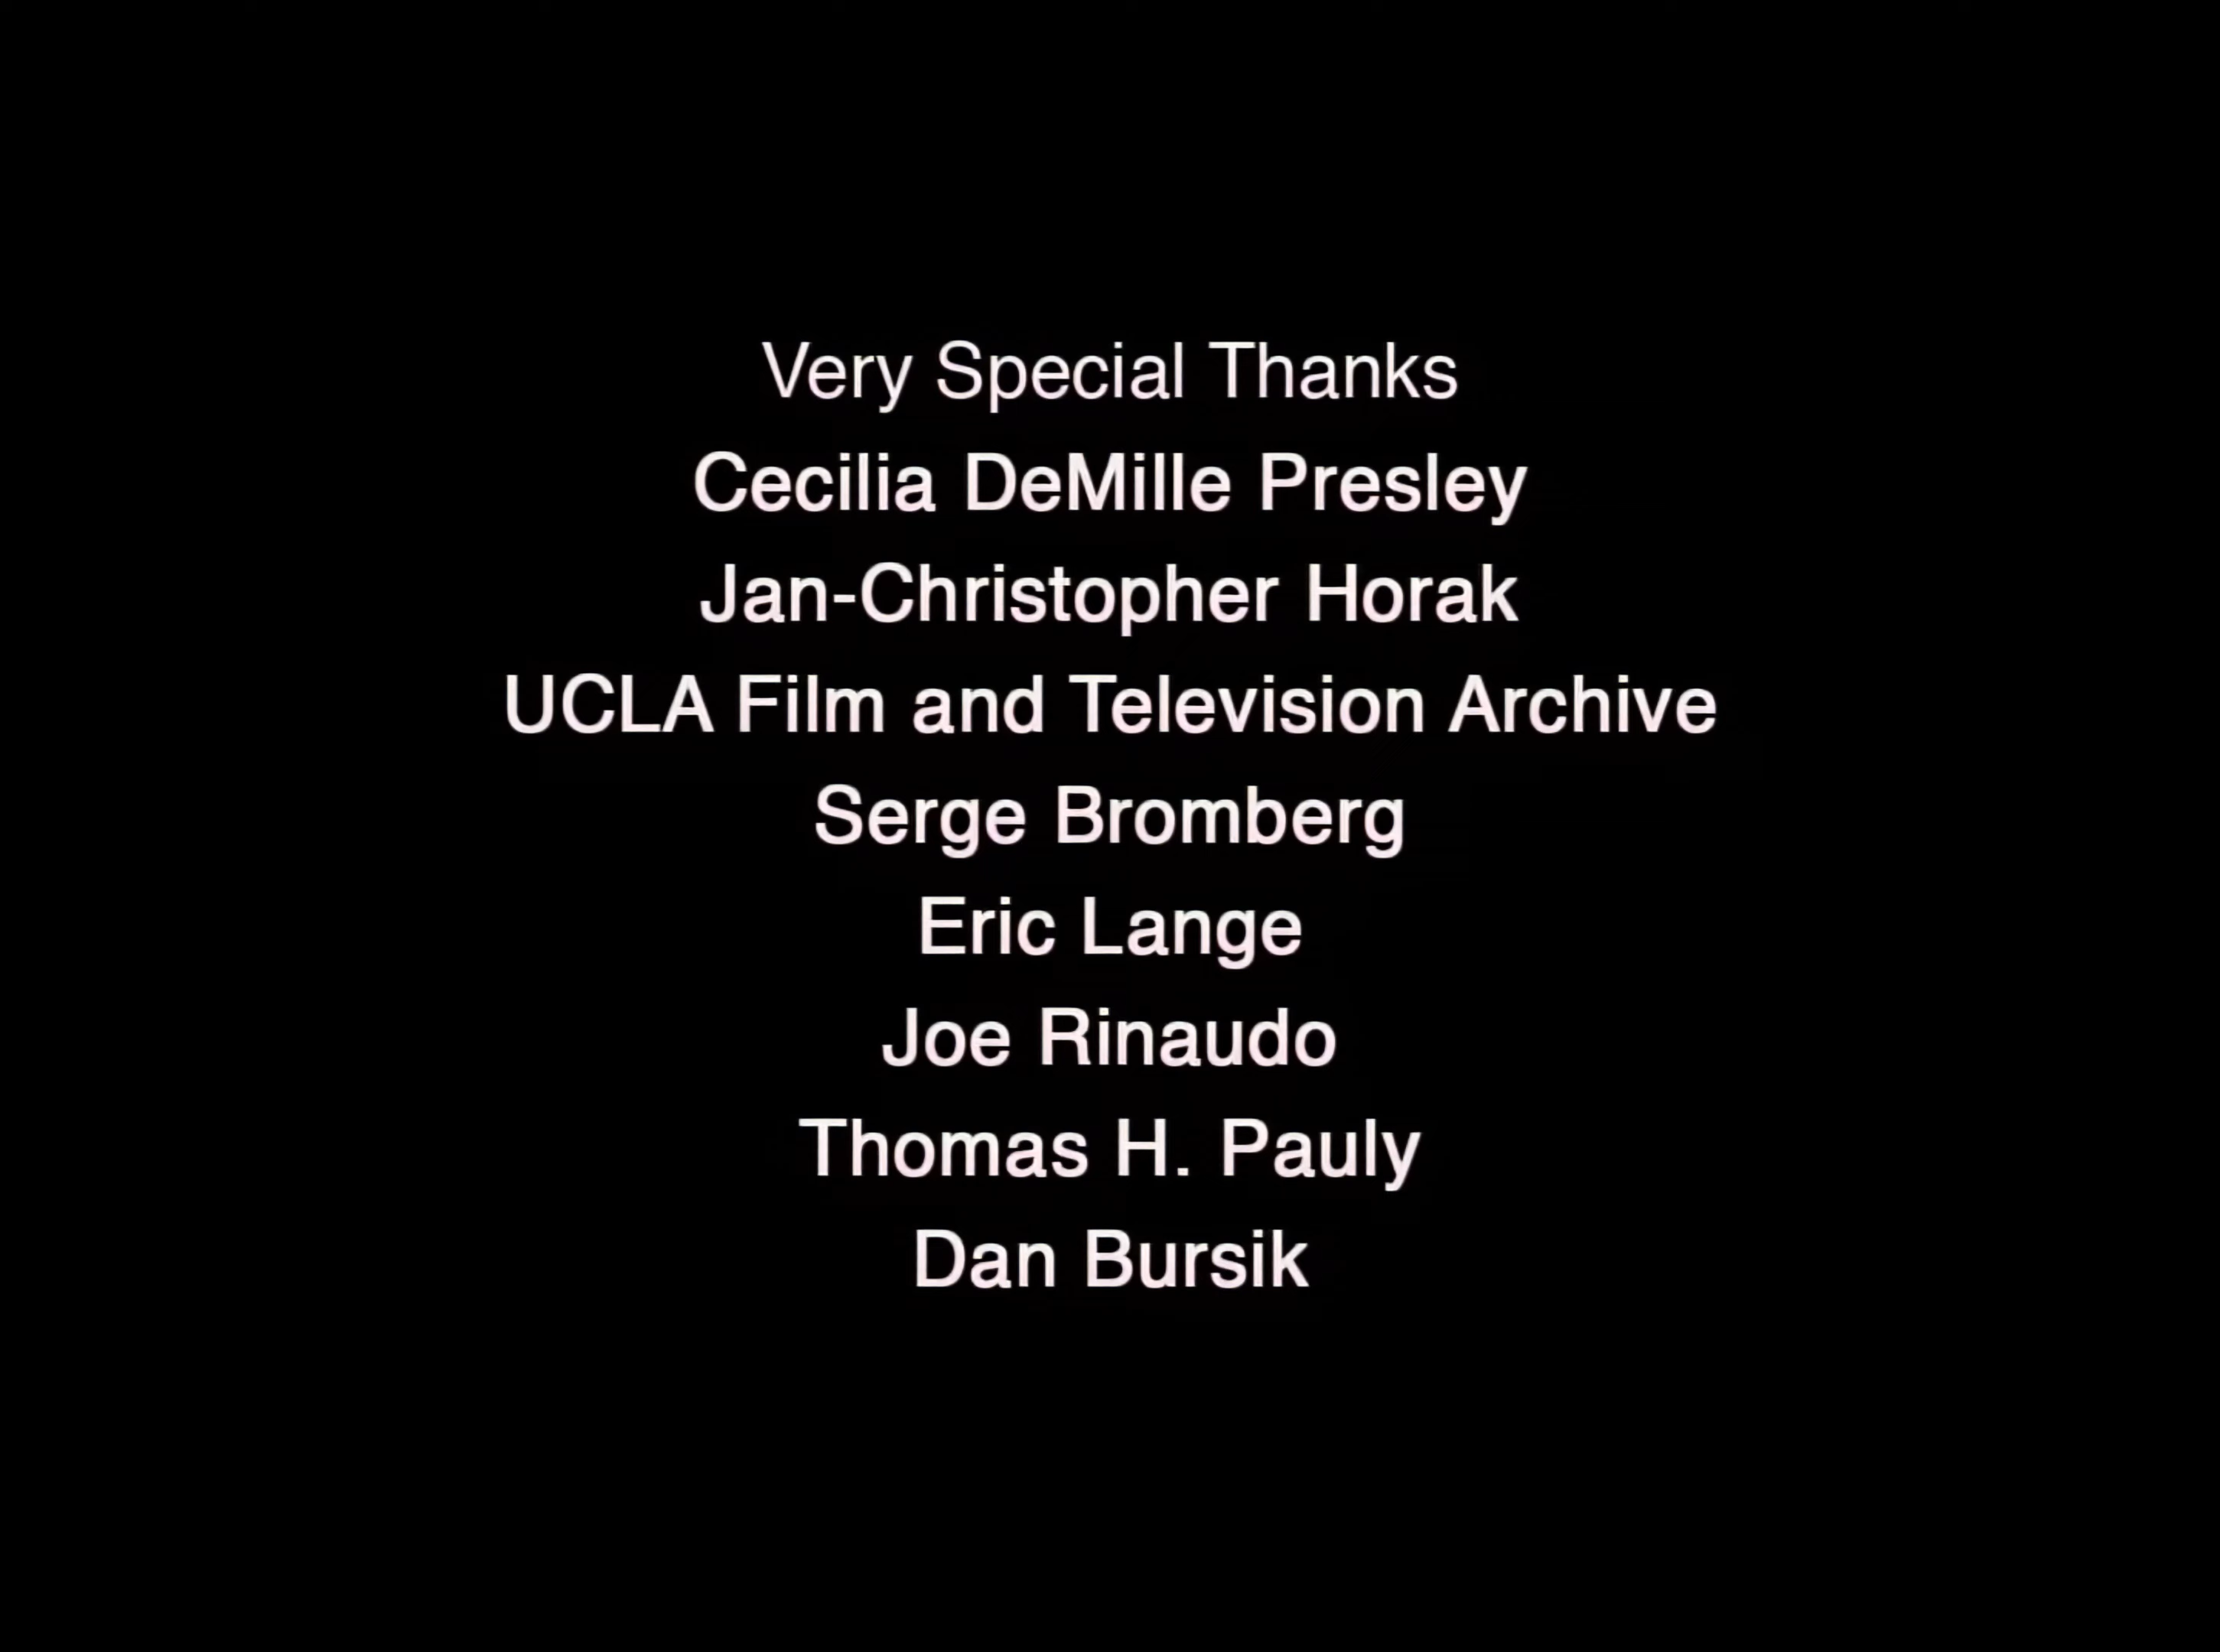 Very Special Thanks
Cecilia DeMille Presley
Jan-Christopher Horak
UCLA Film and Television Archive
Serge Bromberg
Eric Lange
Joe Rinaudo
Thomas H. Pauly
Dan Bursik